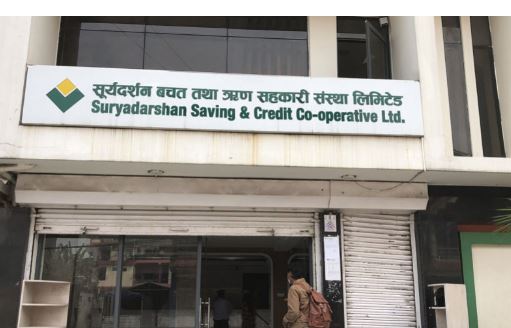 सूर्यदर्शन बचत तथा ऋण सहकारी संस्था लिमिटेड
Suryadarshan Saving & Credit Co-operative Ltd.